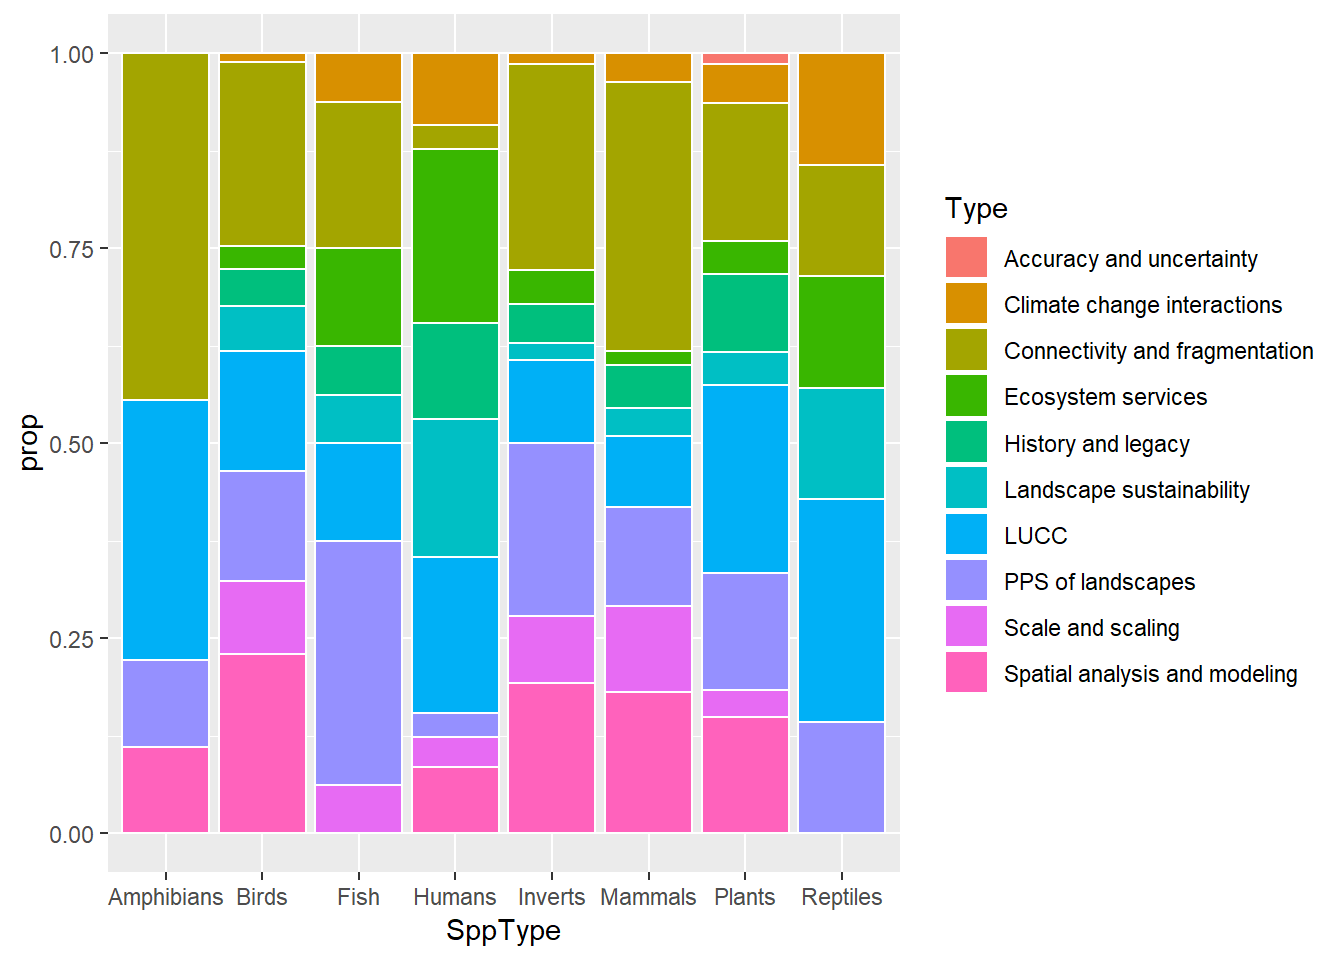 prop
1.00
0.75
0.50
0.25
0.00
Amphibians Birds Fish Humans Inverts Mammals Plants Reptiles
SppType
Type
Accuracy and uncertainty
Climate change interactions
Connectivity and fragmentation
Ecosystem services
History and legacy
Landscape sustainability
LUCC
PPS of landscapes
Scale and scaling
Spatial analysis and modeling